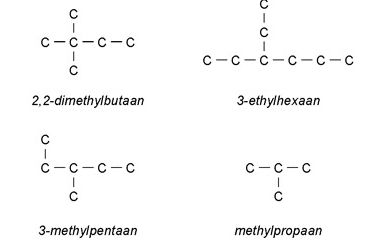 C
C – C – C – C
C
2,2-dimethylbutaan
C
C
C – C – C – C – C – C
3-ethylhexaan
C
C – C – C – C
C
3-methylpentaan
C – C – C
C
methylpropaan